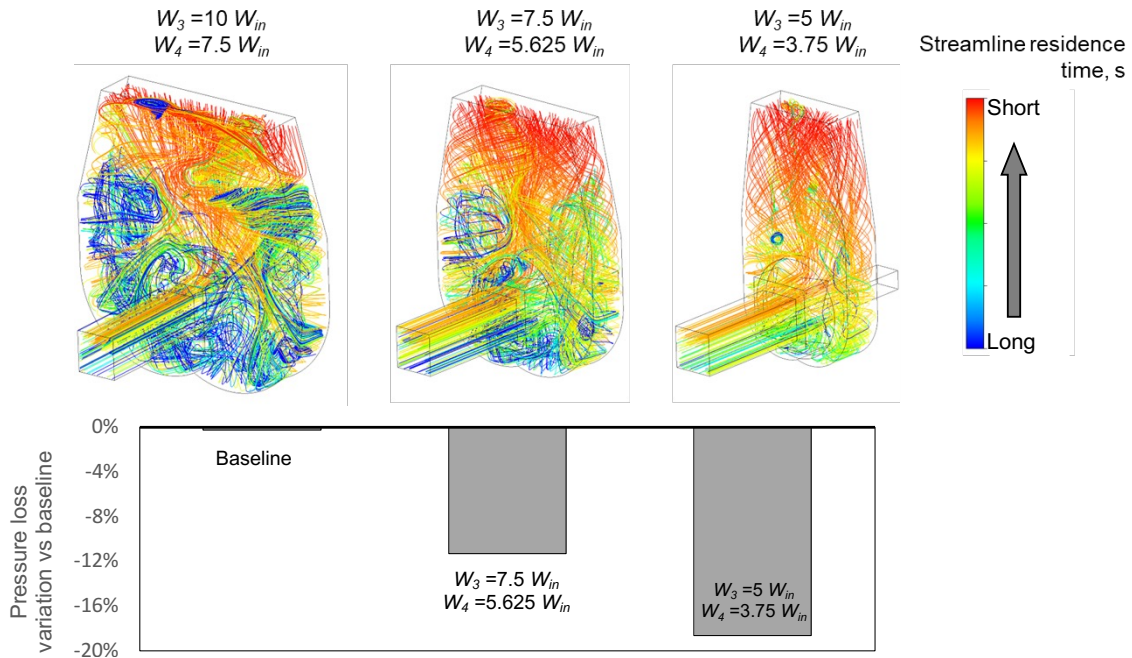 W3 =10 Win
W4 =7.5 Win
W3 =7.5 Win
W4 =5.625 Win
W3 =5 Win
W4 =3.75 Win
Streamline residence
time, s
Short
Long
0%
-4%
-8%
-12%
-16%
-20%
Pressure loss
variation vs baseline
Baseline
W3 =7.5 Win
W4 =5.625 Win
W3 =5 Win
W4 =3.75 Win